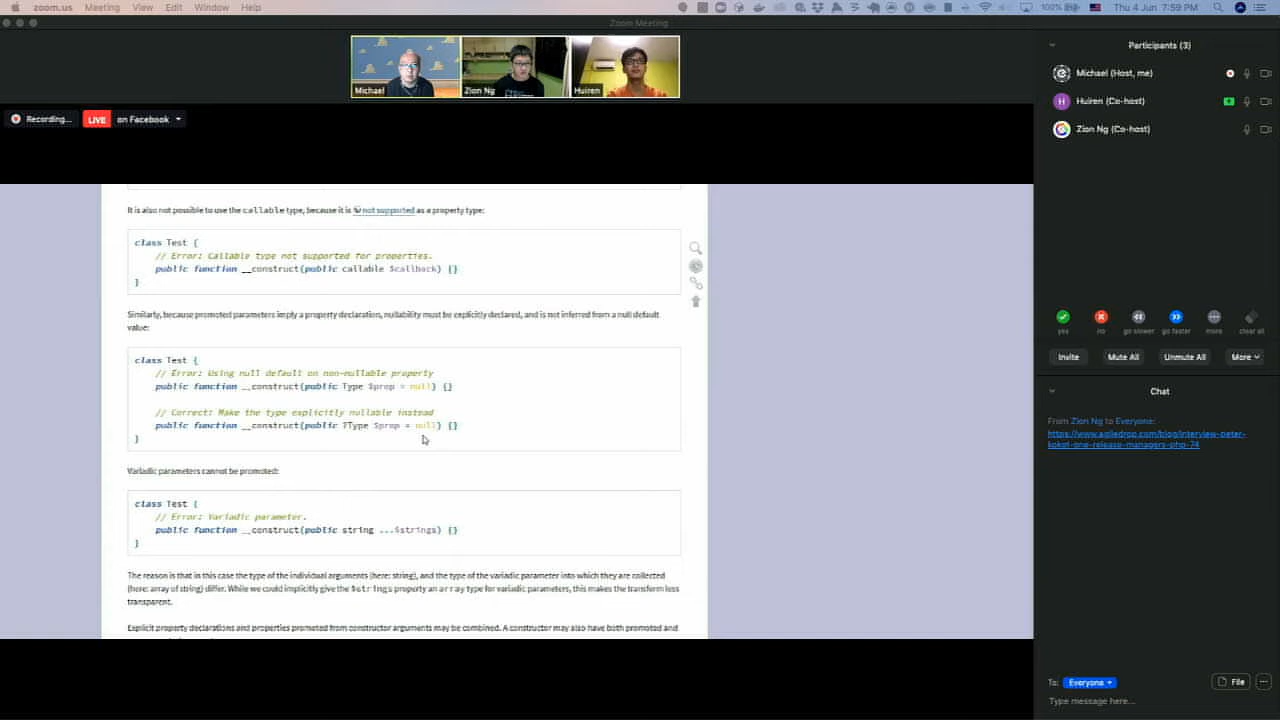 zoom.us Meeting View Edit Window Help 100% Thu 4 Jun 7:59 PM
Zoom Meeting
Michael Zion Ng Huiren
Recording... LIVE on Facebook
It is also not possible to use the callable type, because it is not supported as a property type:
class Test {
// Error: Callable type not supported for properties.
public function __construct(public callable $callback) {}
}
Similarly, because promoted parameters imply a property declaration, nullability must be explicitly declared, and is not inferred from a null default
value:
class Test {
// Error: Using null default on non-nullable property
public function __construct(public Type $prop = null) {}
// Correct: Make the type explicitly nullable instead
public function __construct(public ?Type $prop = null) {}
}
Variadic parameters cannot be promoted:
class Test {
// Error: Variadic parameter.
public function __construct(public string ...$strings) {}
}
The reason is that in this case the type of the individual arguments (here: string), and the type of the variadic parameter into which they are collected
(here: array of string) differ. While we could implicitly give the $strings property an array type for variadic parameters, this makes the transform less
transparent.
Explicit property declarations and properties promoted from constructor arguments may be combined. A constructor may also have both promoted and
Participants (3)
Michael (Host, me)
H Huiren (Co-host)
Zion Ng (Co-host)
yes no go slower go faster more clear all
Invite Mute All Unmute All More
Chat
From Zion Ng to Everyone:
https://www.agiledrop.com/blog/interview-peter-
kokot-one-release-managers-php-74
To: Everyone File
Type message here...